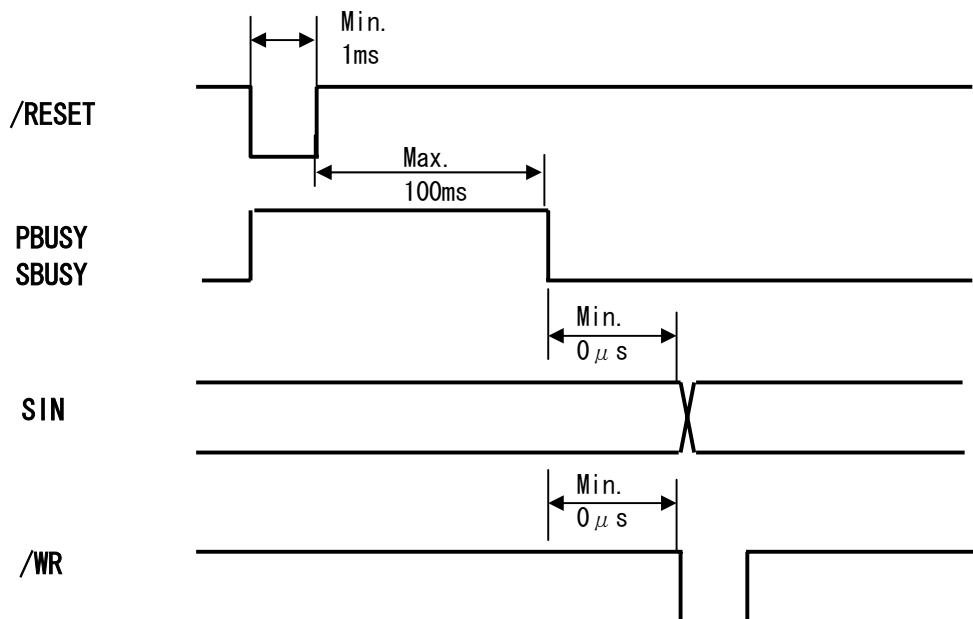 Min.
1ms
/RESET
Max.
100ms
PBUSY
SBUSY
Min.
0μs
SIN
Min.
0μs
/WR